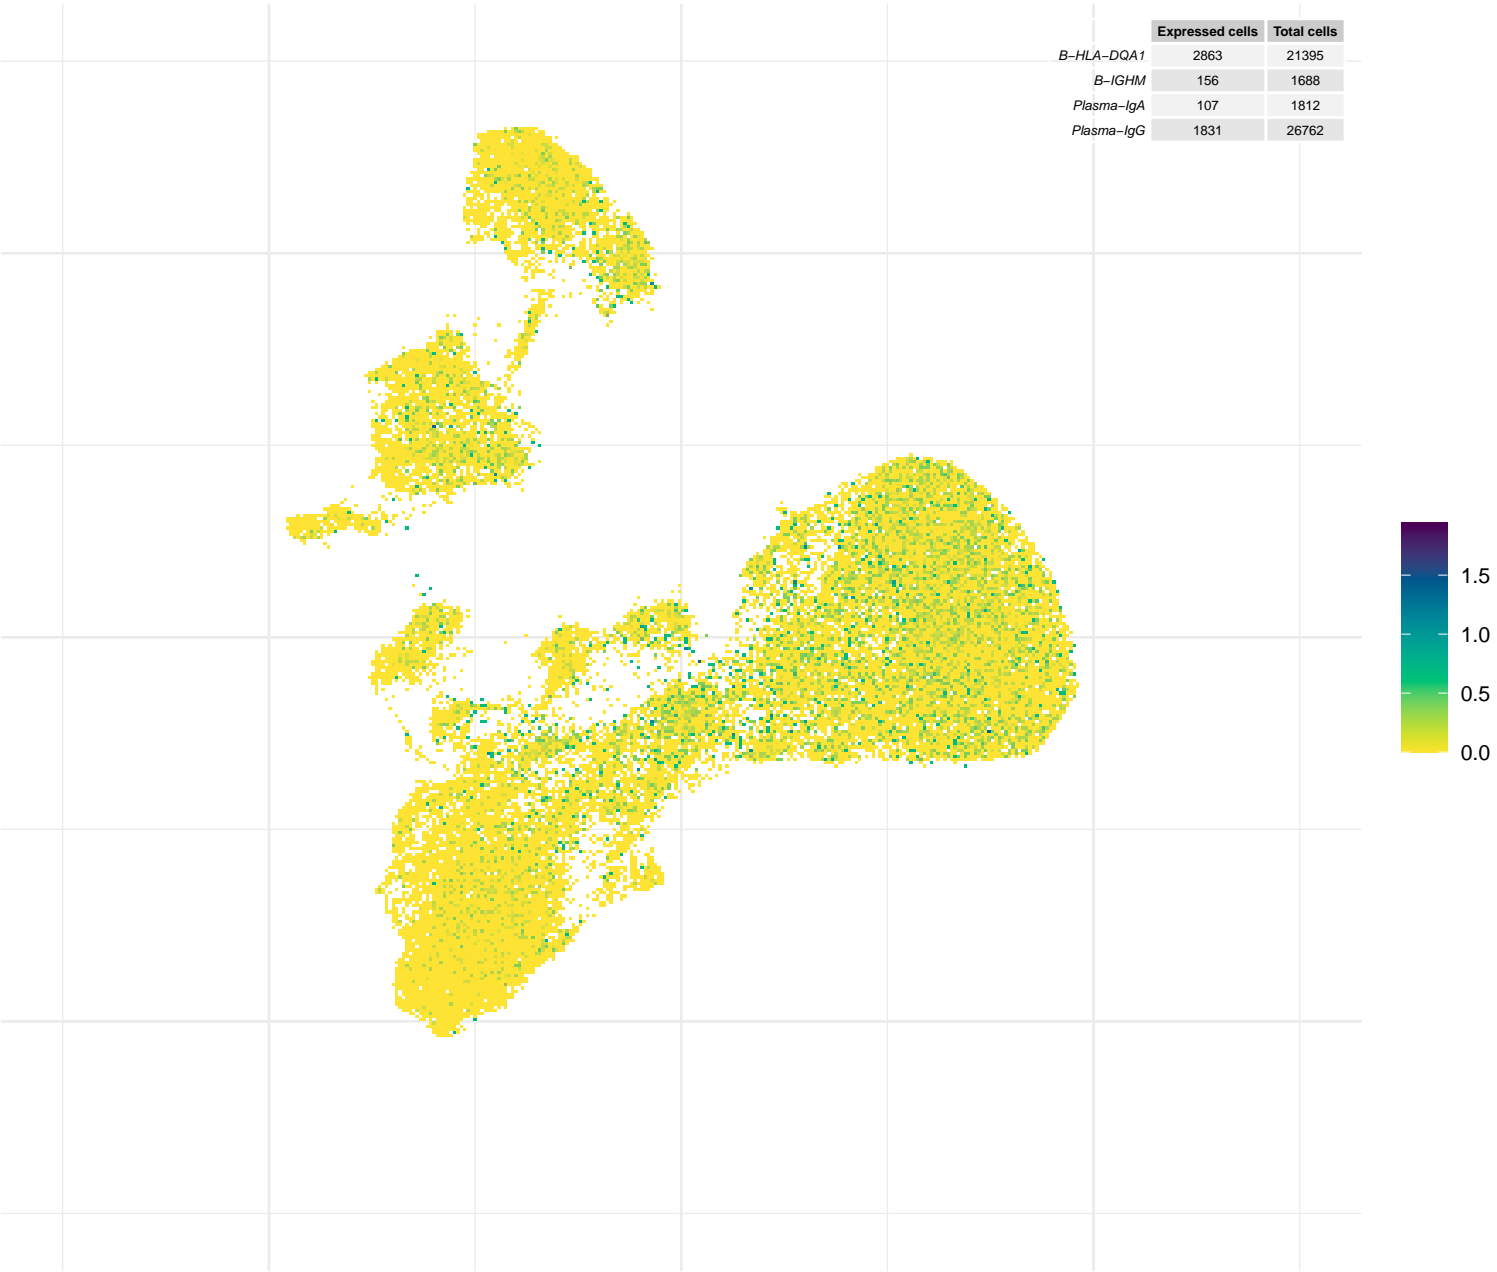 Expressed cells Total cells
B−HLA−DQA1 2863 21395
B−IGHM 156 1688
Plasma−IgA 107 1812
Plasma−IgG 1831 26762
1.5
1.0
0.5
0.0